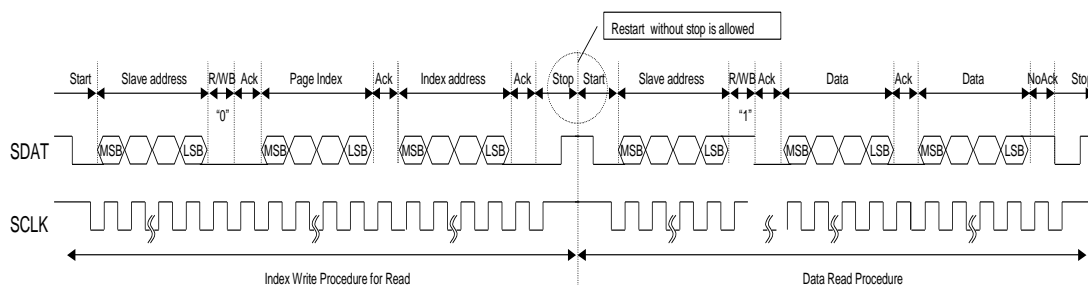 Restart without stop is allowed
Start Slave address R/WB Ack Page Index Ack Index address Ack Stop Start Slave address R/WB Ack Data Ack Data NoAck Stop
“0” “1”
SDAT MSB LSB MSB LSB MSB LSB MSB LSB MSB LSB MSB LSB
SCLK
Index Write Procedure for Read Data Read Procedure